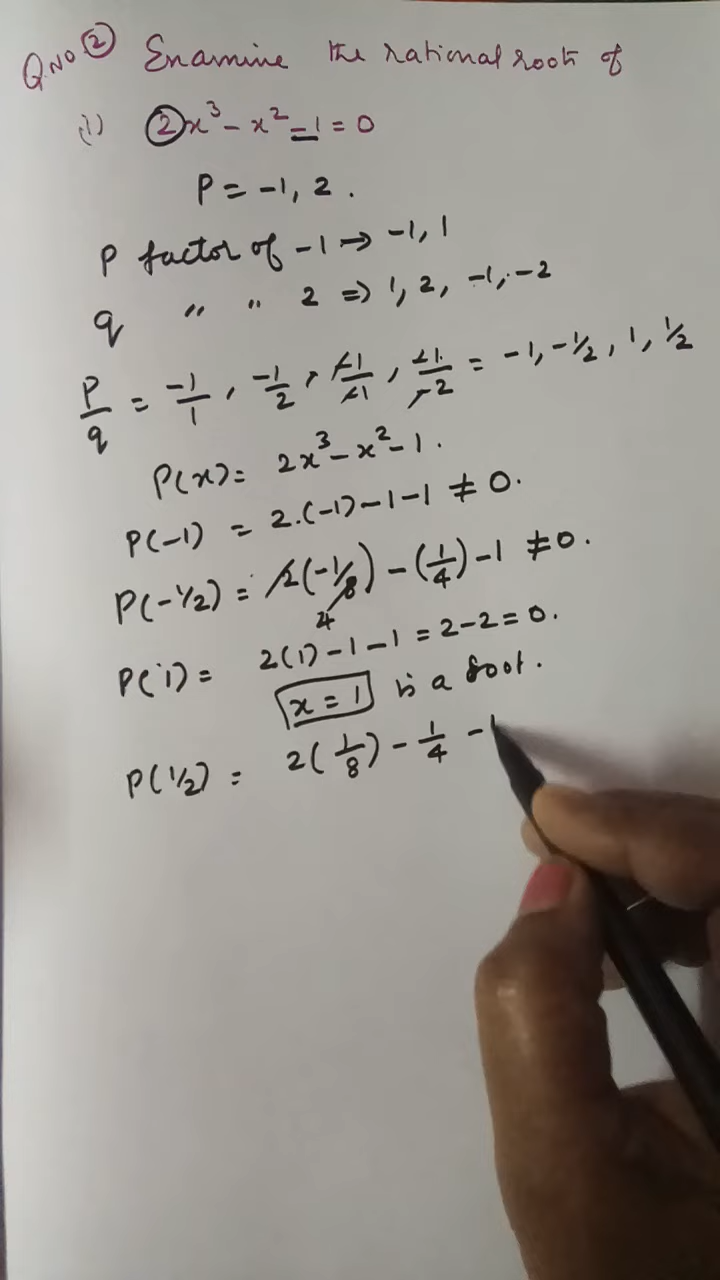 Q.NO ② Examine the rational root of
(i) 2x³ - x² - 1 = 0
P = -1, 2.
P factor of -1 → -1, 1
q " " 2 ⇒ 1, 2, -1, -2
P/q = -1/1, -1/2, -1/-1, -1/-2 = -1, -1/2, 1, 1/2
P(x) = 2x³ - x² - 1.
P(-1) = 2.(-1) - 1 - 1 ≠ 0.
P(-1/2) = 2(-1/8) - (1/4) - 1 ≠ 0.
4
P(1) = 2(1) - 1 - 1 = 2 - 2 = 0.
x = 1 is a root.
P(1/2) = 2(1/8) - 1/4 - 1